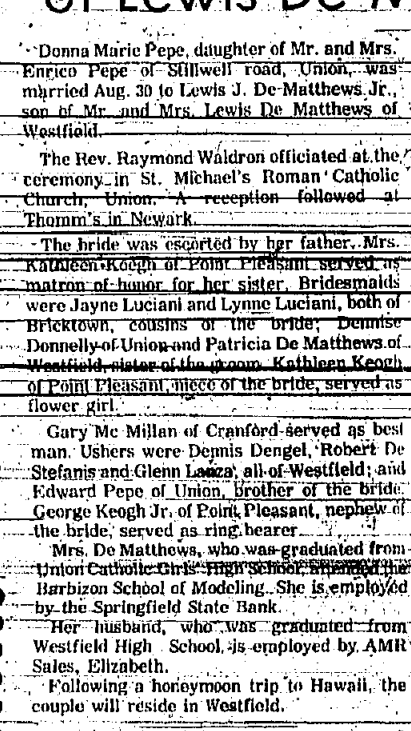 OF LEWIS DE M
Donna Marie Pepe, daughter of Mr. and Mrs.
Enrico Pepe of Stillwell road, Union, was
married Aug. 30 to Lewis J. De Matthews Jr.,
son of Mr. and Mrs. Lewis De Matthews of
Westfield.
The Rev. Raymond Waldron officiated at the
ceremony in St. Michael's Roman Catholic
Church, Union. A reception followed at
Thomm's in Newark.
The bride was escorted by her father. Mrs.
Kathleen Keogh of Point Pleasant served as
matron of honor for her sister. Bridesmaids
were Jayne Luciani and Lynne Luciani, both of
Bricktown, cousins of the bride; Dennise
Donnelly of Union and Patricia De Matthews of
Westfield, sister of the groom. Kathleen Keogh
of Point Pleasant, niece of the bride, served as
flower girl.
Gary Mc Millan of Cranford served as best
man. Ushers were Dennis Dengel, Robert De
Stefanis and Glenn Lanza, all of Westfield; and
Edward Pepe of Union, brother of the bride.
George Keogh Jr. of Point Pleasant, nephew of
the bride, served as ring bearer.
Mrs. De Matthews, who was graduated from
Union Catholic Girls High School, attended the
Barbizon School of Modeling. She is employed
by the Springfield State Bank.
Her husband, who was graduated from
Westfield High School, is employed by AMR
Sales, Elizabeth.
Following a honeymoon trip to Hawaii, the
couple will reside in Westfield.